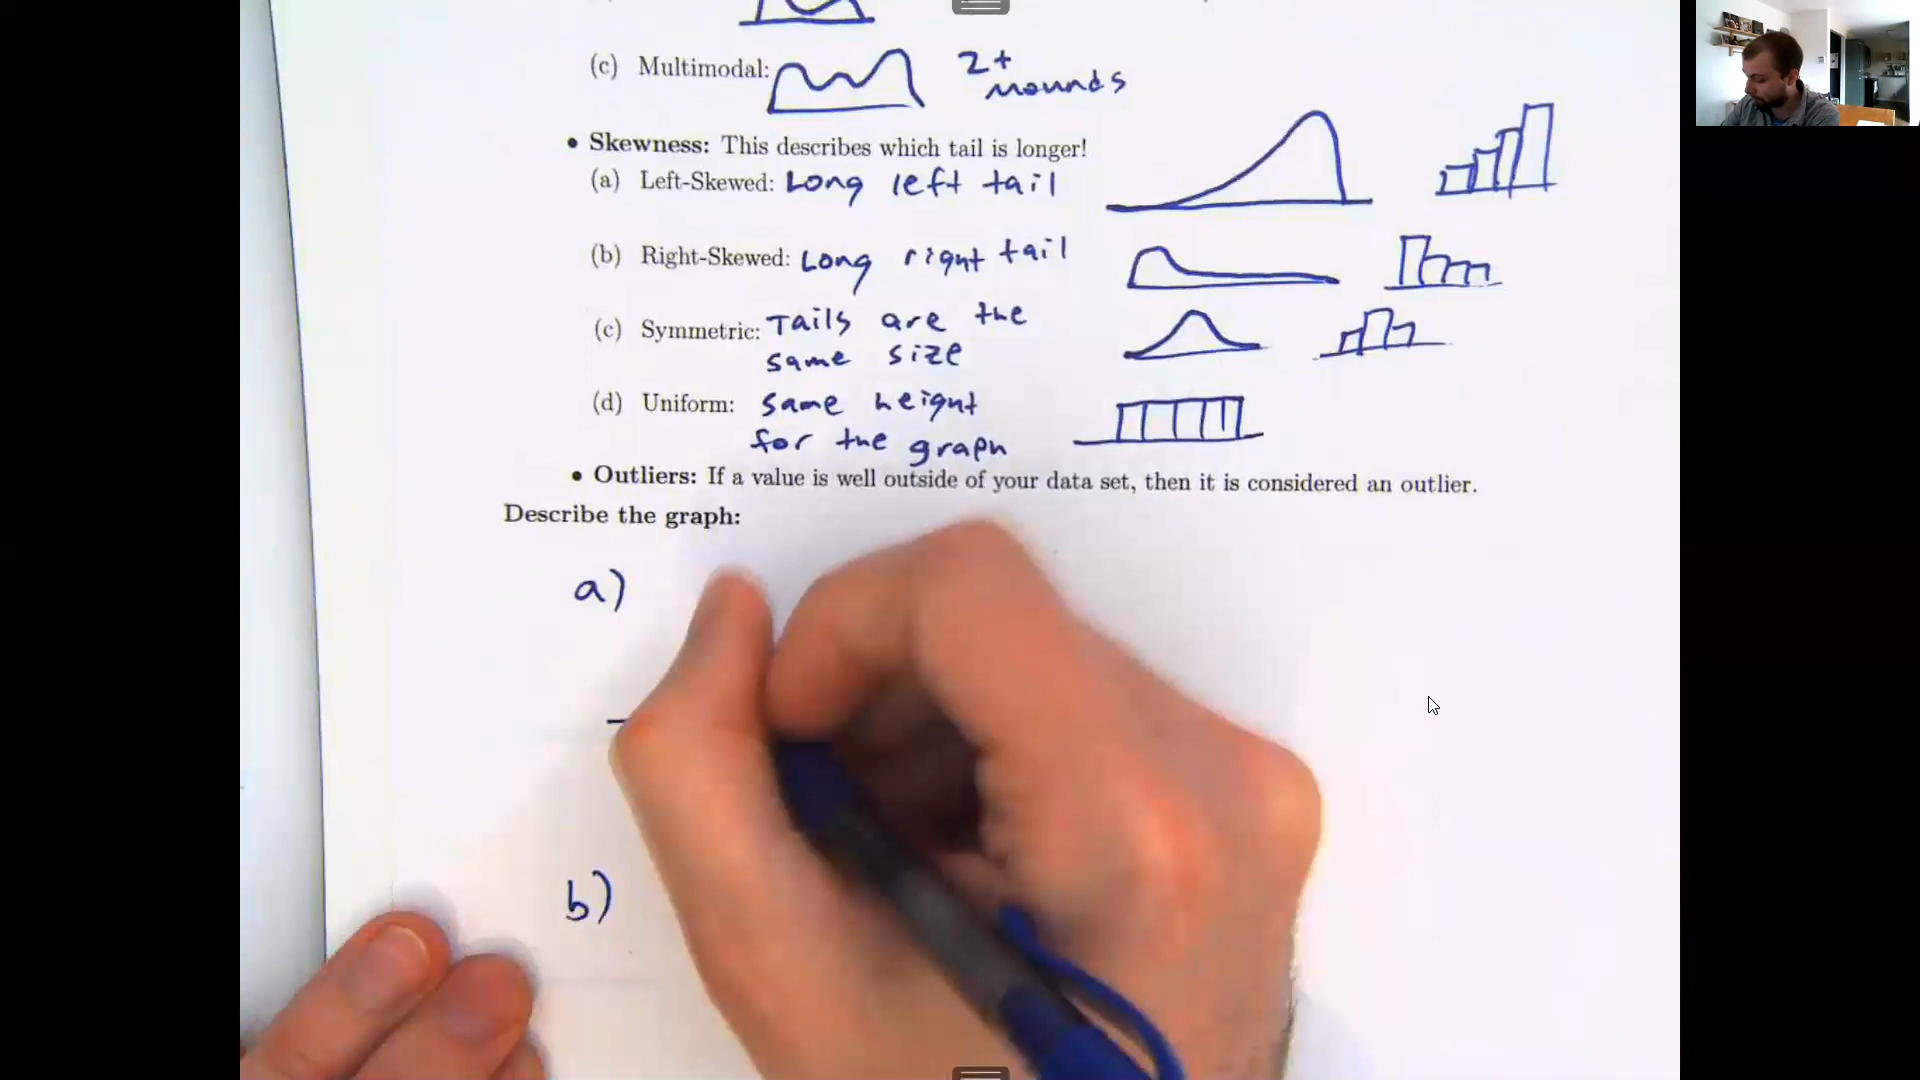 (c) Multimodal: 2+ mounds
• Skewness: This describes which tail is longer!
(a) Left-Skewed: Long left tail
(b) Right-Skewed: Long right tail
(c) Symmetric: Tails are the
same size
(d) Uniform: same height
for the graph
• Outliers: If a value is well outside of your data set, then it is considered an outlier.
Describe the graph:
a)
b)